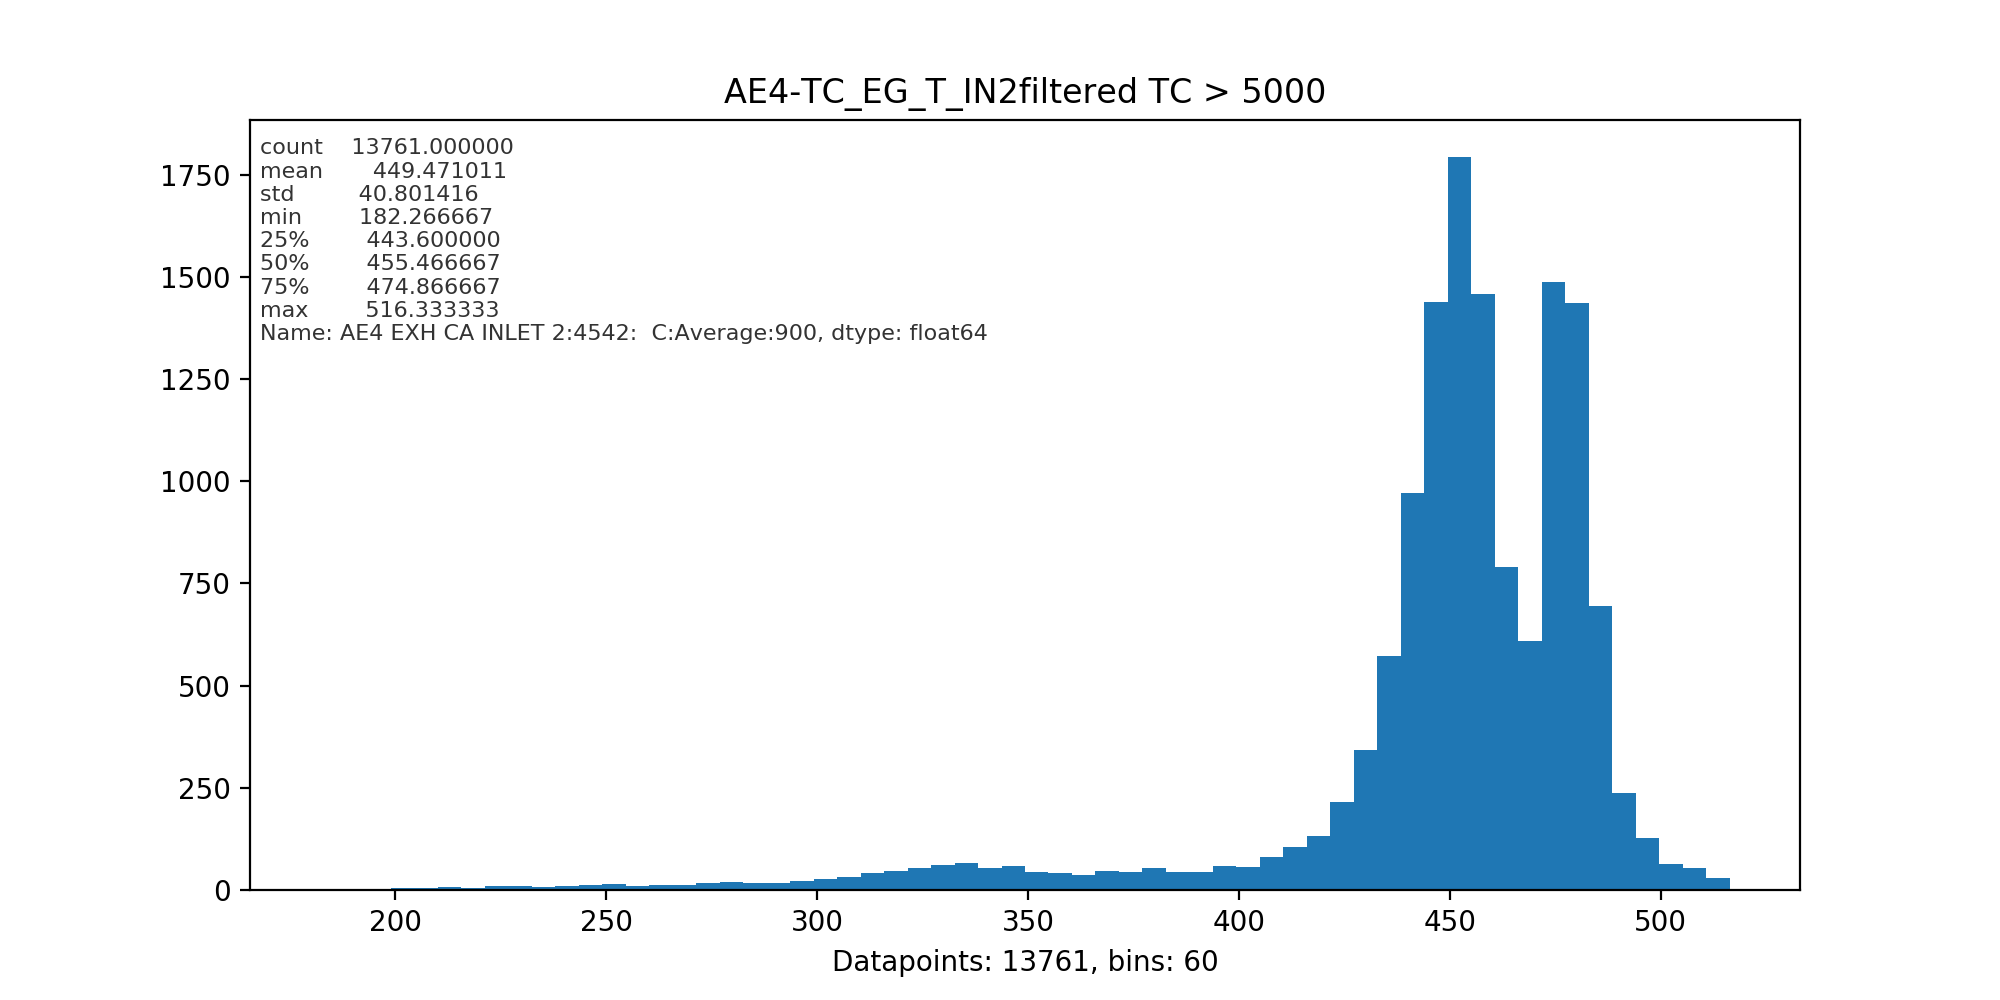 AE4-TC_EG_T_IN2filtered TC > 5000
count 13761.000000
mean 449.471011
std 40.801416
min 182.266667
25% 443.600000
50% 455.466667
75% 474.866667
max 516.333333
Name: AE4 EXH CA INLET 2:4542:  C:Average:900, dtype: float64
1750
1500
1250
1000
750
500
250
0
200 250 300 350 400 450 500
Datapoints: 13761, bins: 60